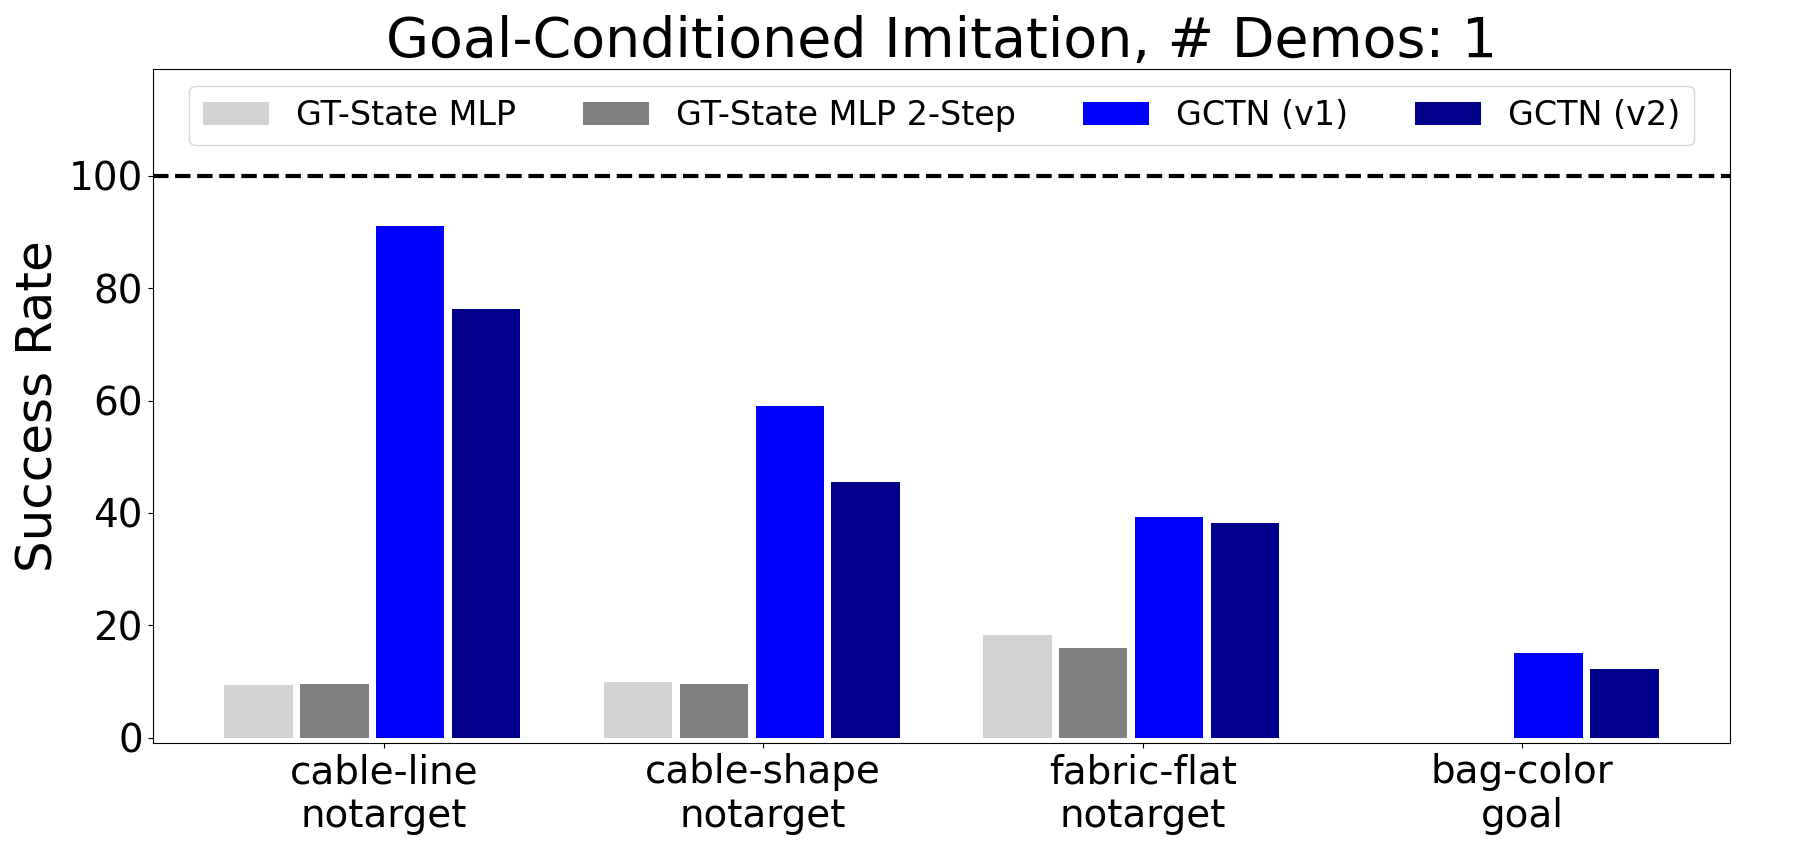 Goal-Conditioned Imitation, # Demos: 1
GT-State MLP GT-State MLP 2-Step GCTN (v1) GCTN (v2)
Success Rate
100
80
60
40
20
0
cable-line notarget
cable-shape notarget
fabric-flat notarget
bag-color goal